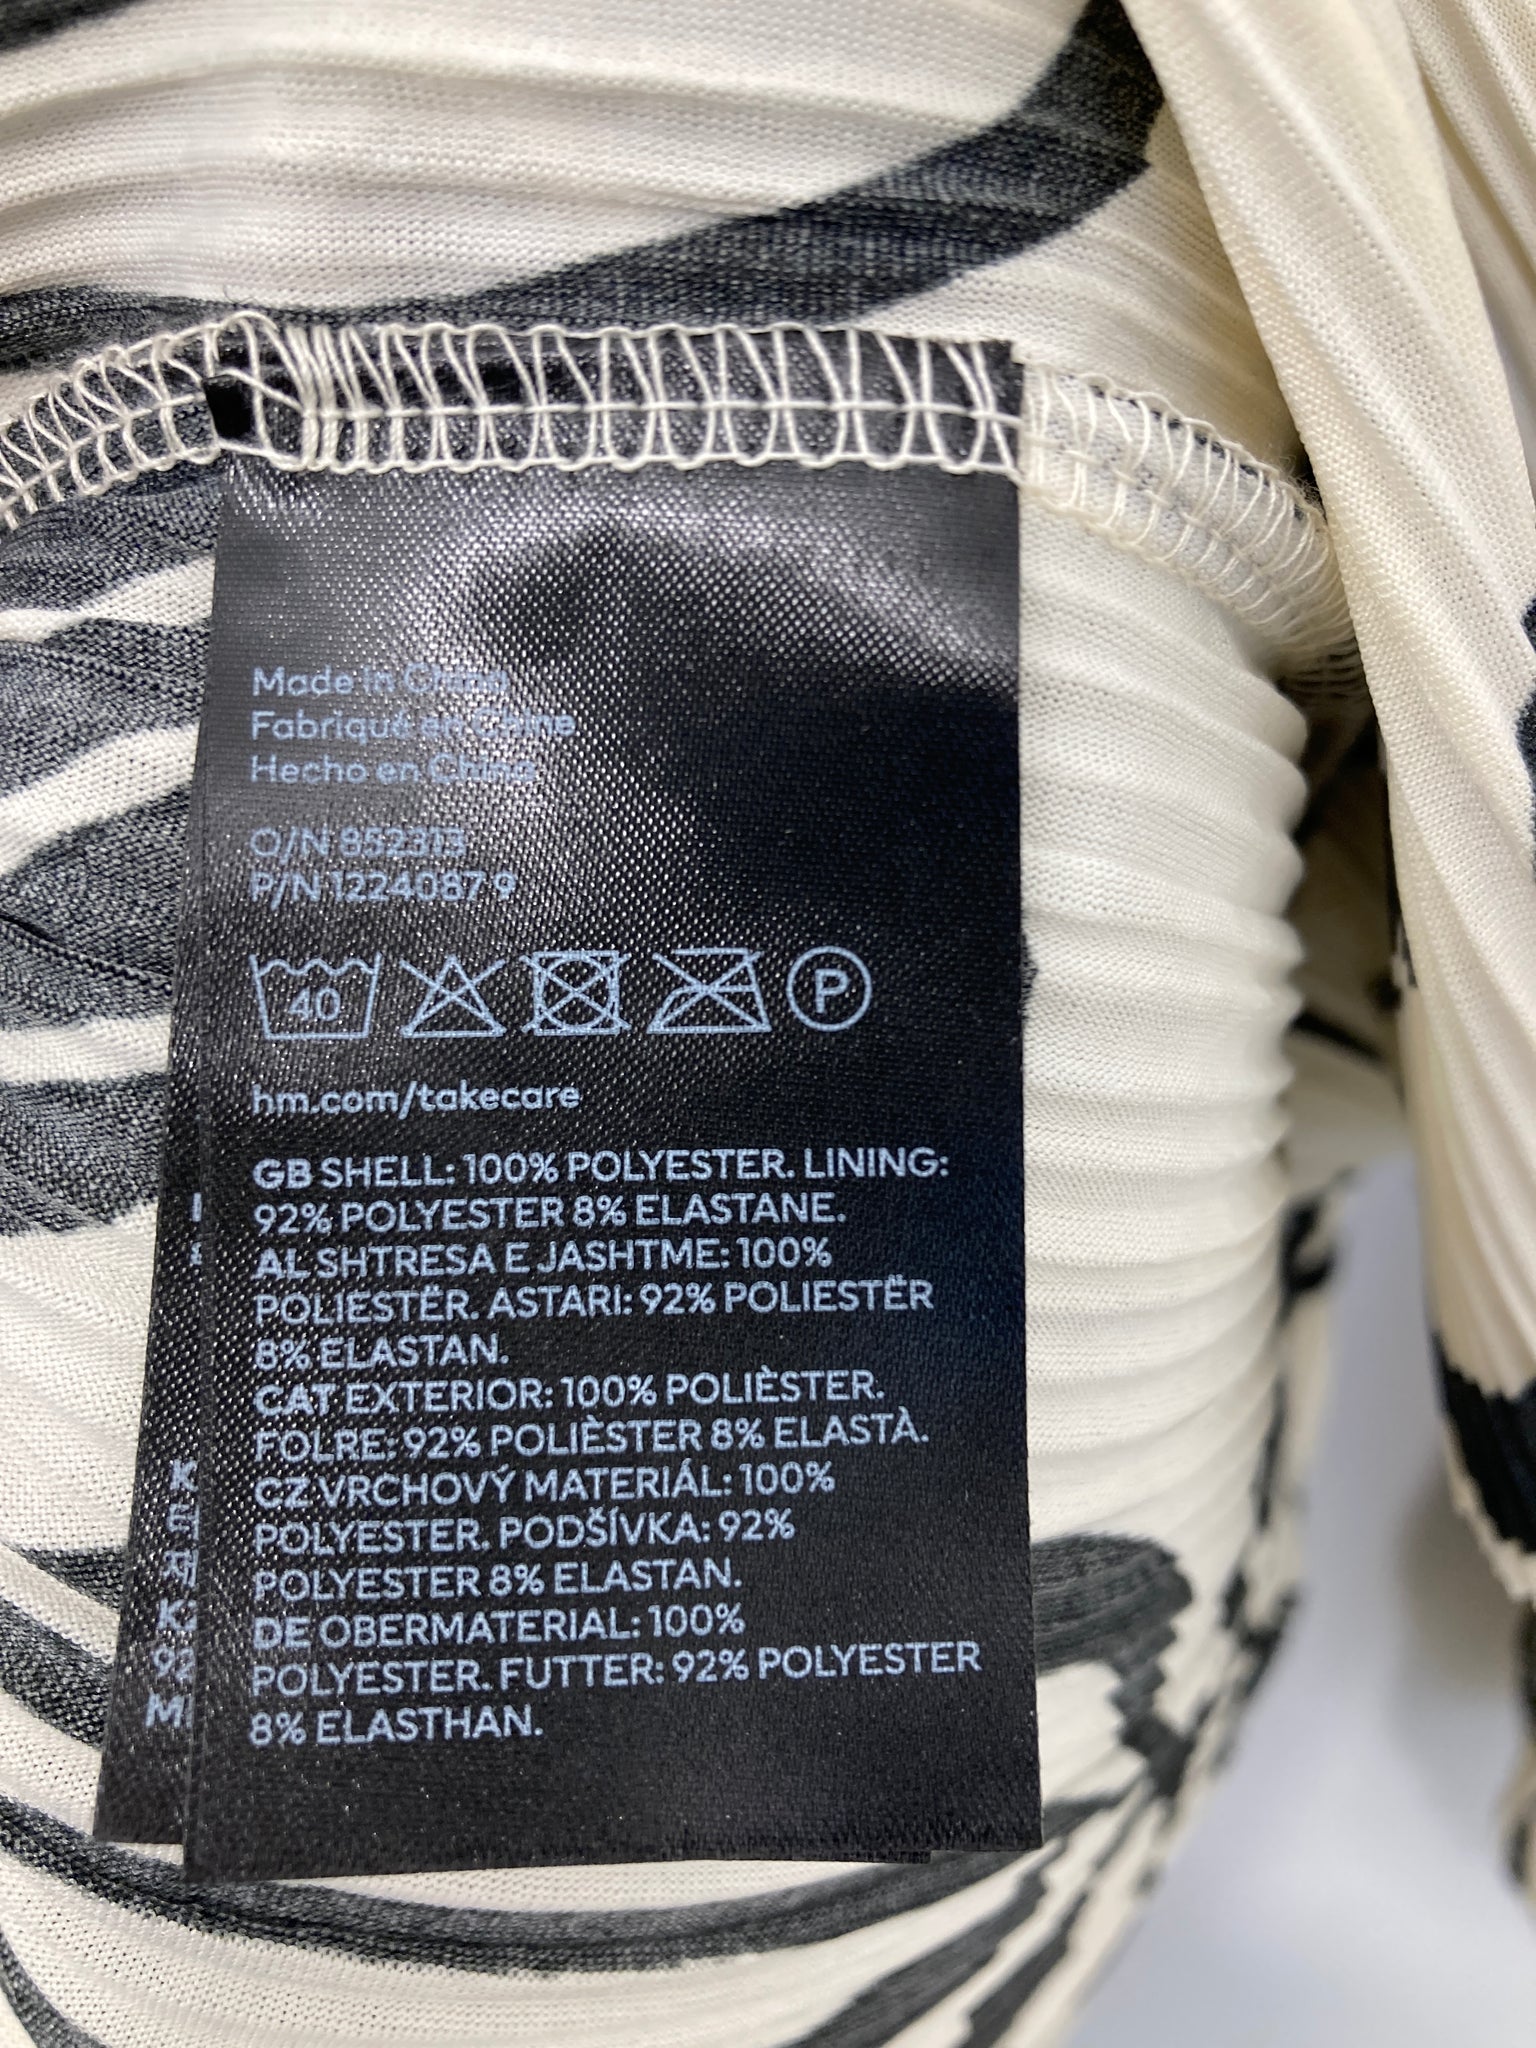 Made in China
Fabriqué en Chine
Hecho en China
O/N 852313
P/N 1224087 9
40
P
hm.com/takecare
GB SHELL: 100% POLYESTER. LINING:
92% POLYESTER 8% ELASTANE.
AL SHTRESA E JASHTME: 100%
POLIESTËR. ASTARI: 92% POLIESTËR
8% ELASTAN.
CAT EXTERIOR: 100% POLIÈSTER.
FOLRE: 92% POLIÈSTER 8% ELASTÀ.
CZ VRCHOVÝ MATERIÁL: 100%
POLYESTER. PODŠÍVKA: 92%
POLYESTER 8% ELASTAN.
DE OBERMATERIAL: 100%
POLYESTER. FUTTER: 92% POLYESTER
8% ELASTHAN.